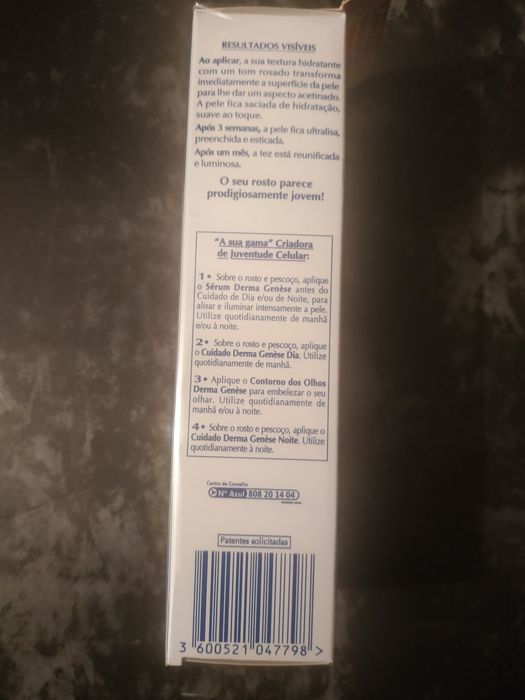 RESULTADOS VISÍVEIS
Ao aplicar, a sua textura hidratante
com um tom rosado transforma
imediatamente a superfície da pele
para lhe dar um aspecto acetinado.
A pele fica saciada de hidratação,
suave ao toque.
Após 3 semanas, a pele fica ultralisa,
preenchida e esticada.
Após um mês, a tez está reunificada
e luminosa.
O seu rosto parece
prodigiosamente jovem!
"A sua gama" Criadora
de Juventude Celular:
1• Sobre o rosto e pescoço, aplique
o Sérum Derma Genèse antes do
Cuidado de Dia e/ou de Noite, para
alisar e iluminar intensamente a pele.
Utilize quotidianamente de manhã
e/ou à noite.
2• Sobre o rosto e pescoço, aplique
o Cuidado Derma Genèse Dia. Utilize
quotidianamente de manhã.
3• Aplique o Contorno dos Olhos
Derma Genèse para embelezar o seu
olhar. Utilize quotidianamente de
manhã e/ou à noite.
4• Sobre o rosto e pescoço, aplique o
Cuidado Derma Genèse Noite. Utilize
quotidianamente à noite.
Centro de Conselho
Nº Azul 808 20 14 04
Patentes solicitadas
3 600521 047798 >